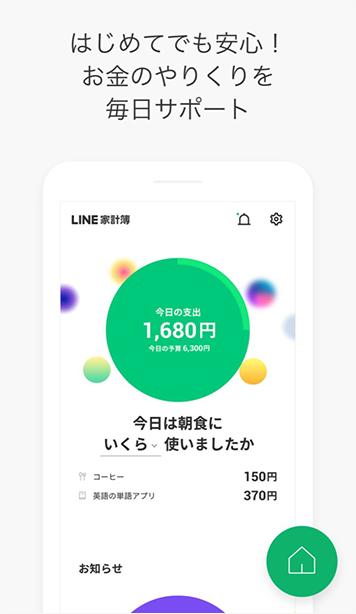 はじめてでも安心!
お金のやりくりを
毎日サポート
LINE 家計簿
今日の支出
1,680円
今日の予算 6,300円
今日は朝食に
いくら 使いましたか
コーヒー 150円
英語の単語アプリ 370円
お知らせ